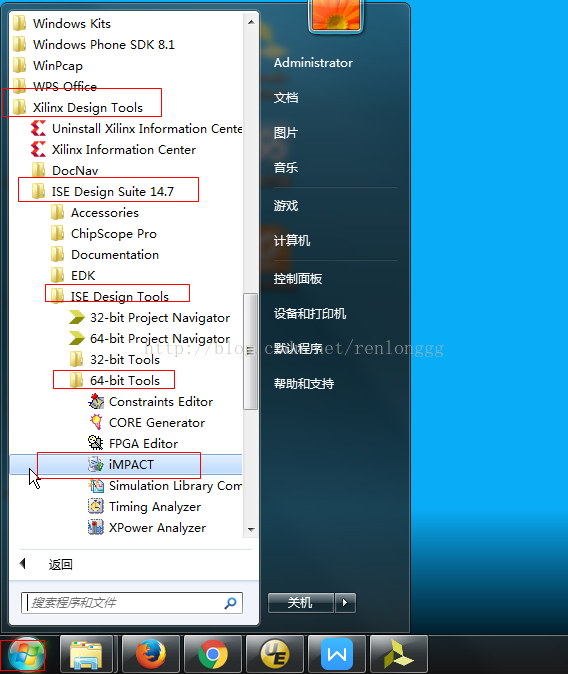 Windows Kits
Windows Phone SDK 8.1
WinPcap
WPS Office
Xilinx Design Tools
Uninstall Xilinx Information Cente
Xilinx Information Center
DocNav
ISE Design Suite 14.7
Accessories
ChipScope Pro
Documentation
EDK
ISE Design Tools
32-bit Project Navigator
64-bit Project Navigator
32-bit Tools
64-bit Tools
Constraints Editor
CORE Generator
FPGA Editor
iMPACT
Simulation Library Com
Timing Analyzer
XPower Analyzer
返回
搜索程序和文件
Administrator
文档
图片
音乐
游戏
计算机
控制面板
设备和打印机
默认程序
帮助和支持
关机
http://blog.csdn.net/renlonggg
UE
W